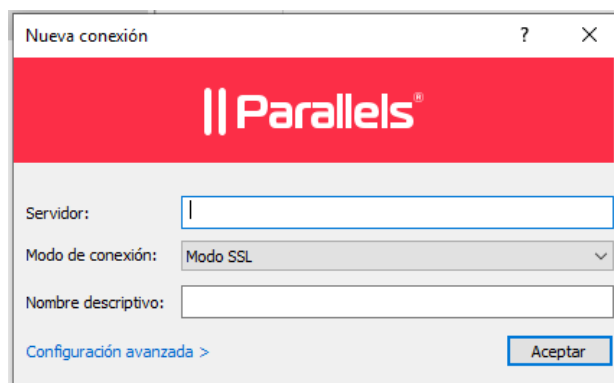 Nueva conexión ? X
|| Parallels®
Servidor:
Modo de conexión: Modo SSL
Nombre descriptivo:
Configuración avanzada > Aceptar